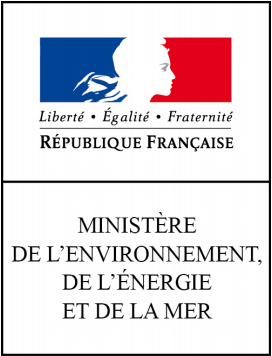 Liberté • Égalité • Fraternité
RÉPUBLIQUE FRANÇAISE
MINISTÈRE
DE L'ENVIRONNEMENT,
DE L'ÉNERGIE
ET DE LA MER